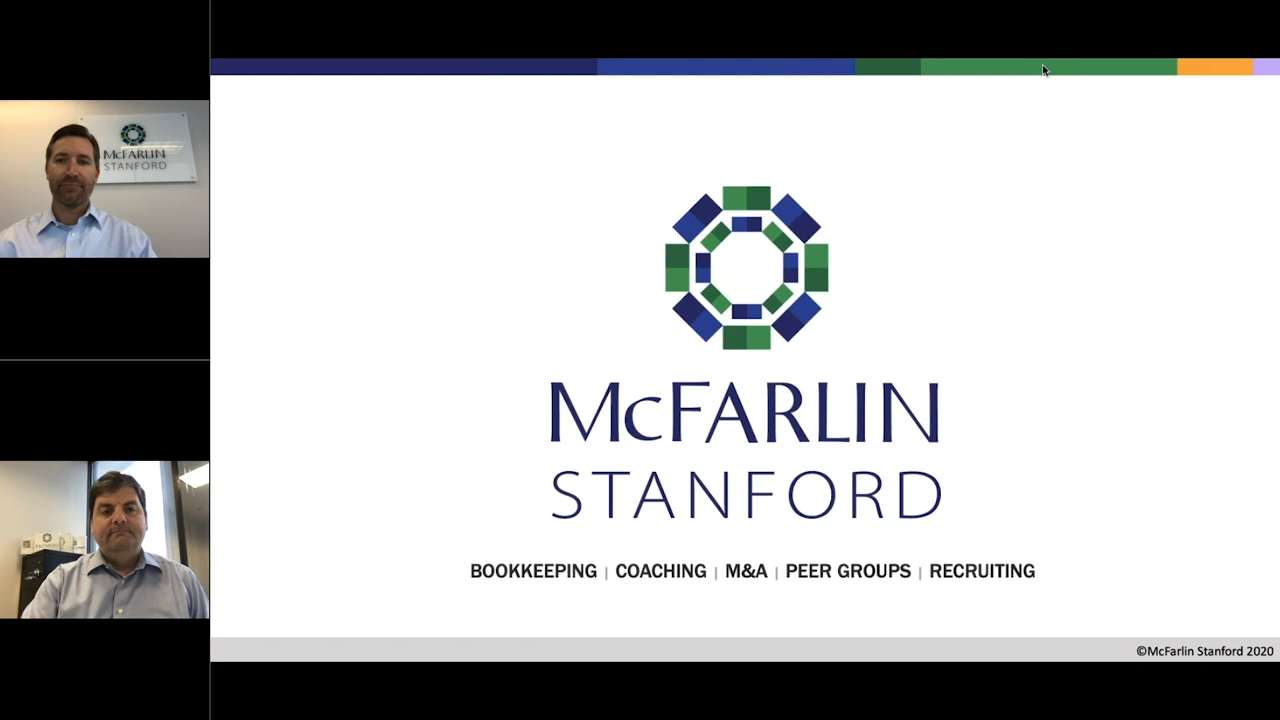 McFARLIN
STANFORD
McFARLIN
STANFORD
BOOKKEEPING | COACHING | M&A | PEER GROUPS | RECRUITING
©McFarlin Stanford 2020